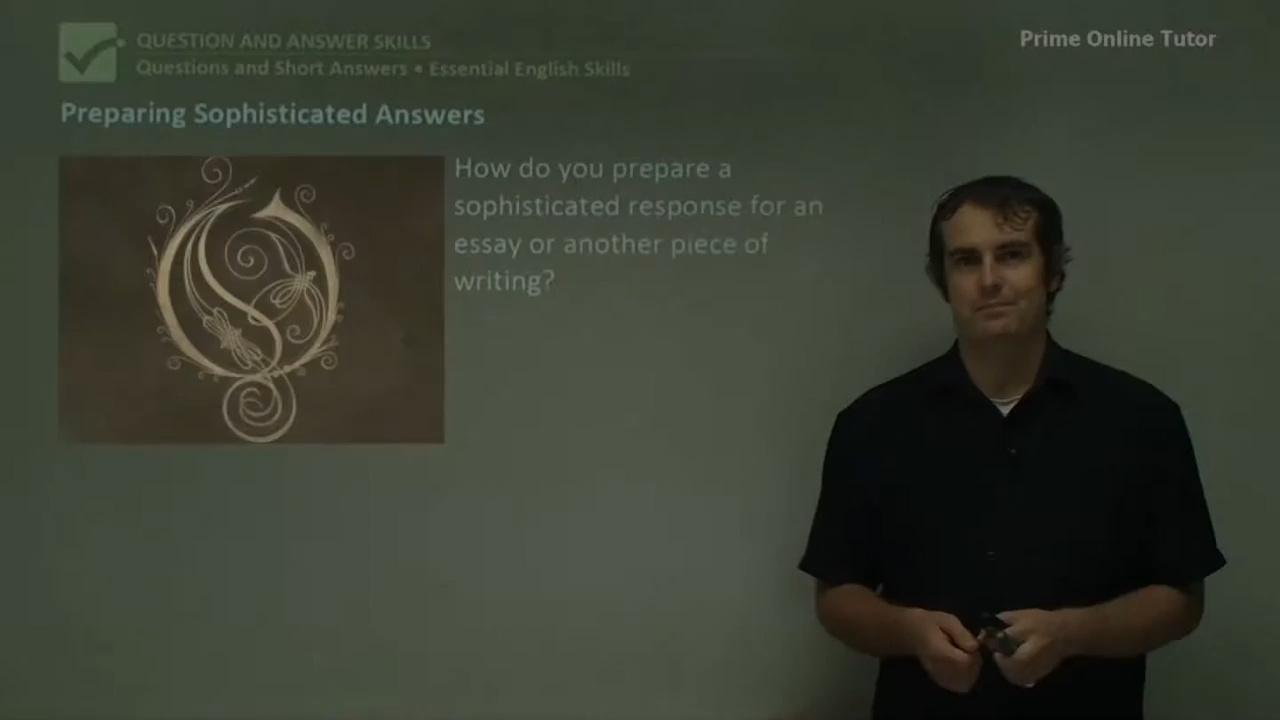 QUESTION AND ANSWER SKILLS
Prime Online Tutor
Questions and Short Answers • Essential English Skills
Preparing Sophisticated Answers
How do you prepare a
sophisticated response for an
essay or another piece of
writing?